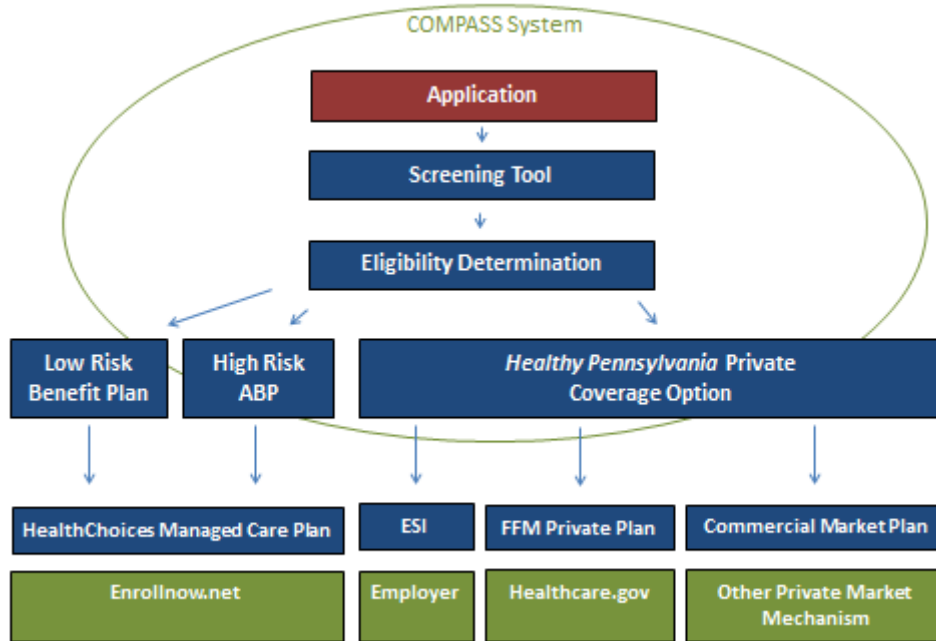 COMPASS System
Application
Screening Tool
Eligibility Determination
Low Risk
Benefit Plan
High Risk
ABP
Healthy Pennsylvania Private
Coverage Option
HealthChoices Managed Care Plan
ESI
FFM Private Plan
Commercial Market Plan
Enrollnow.net
Employer
Healthcare.gov
Other Private Market
Mechanism